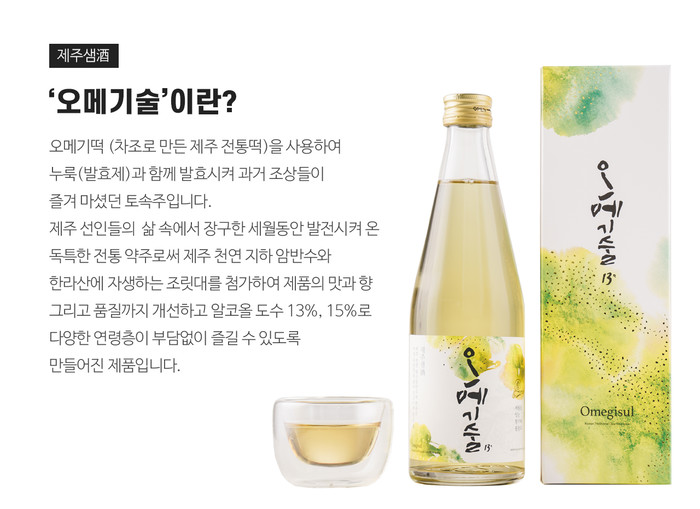 제주샘酒
‘오메기술’이란?
오메기떡 (차조로 만든 제주 전통떡)을 사용하여
누룩(발효제)과 함께 발효시켜 과거 조상들이
즐겨 마셨던 토속주입니다.
제주 선인들의 삶 속에서 장구한 세월동안 발전시켜 온
독특한 전통 약주로써 제주 천연 지하 암반수와
한라산에 자생하는 조릿대를 첨가하여 제품의 맛과 향
그리고 품질까지 개선하고 알코올 도수 13%, 15%로
다양한 연령층이 부담없이 즐길 수 있도록
만들어진 제품입니다.
제주샘酒
오메기술 13°
오메기술 13°
Omegisul